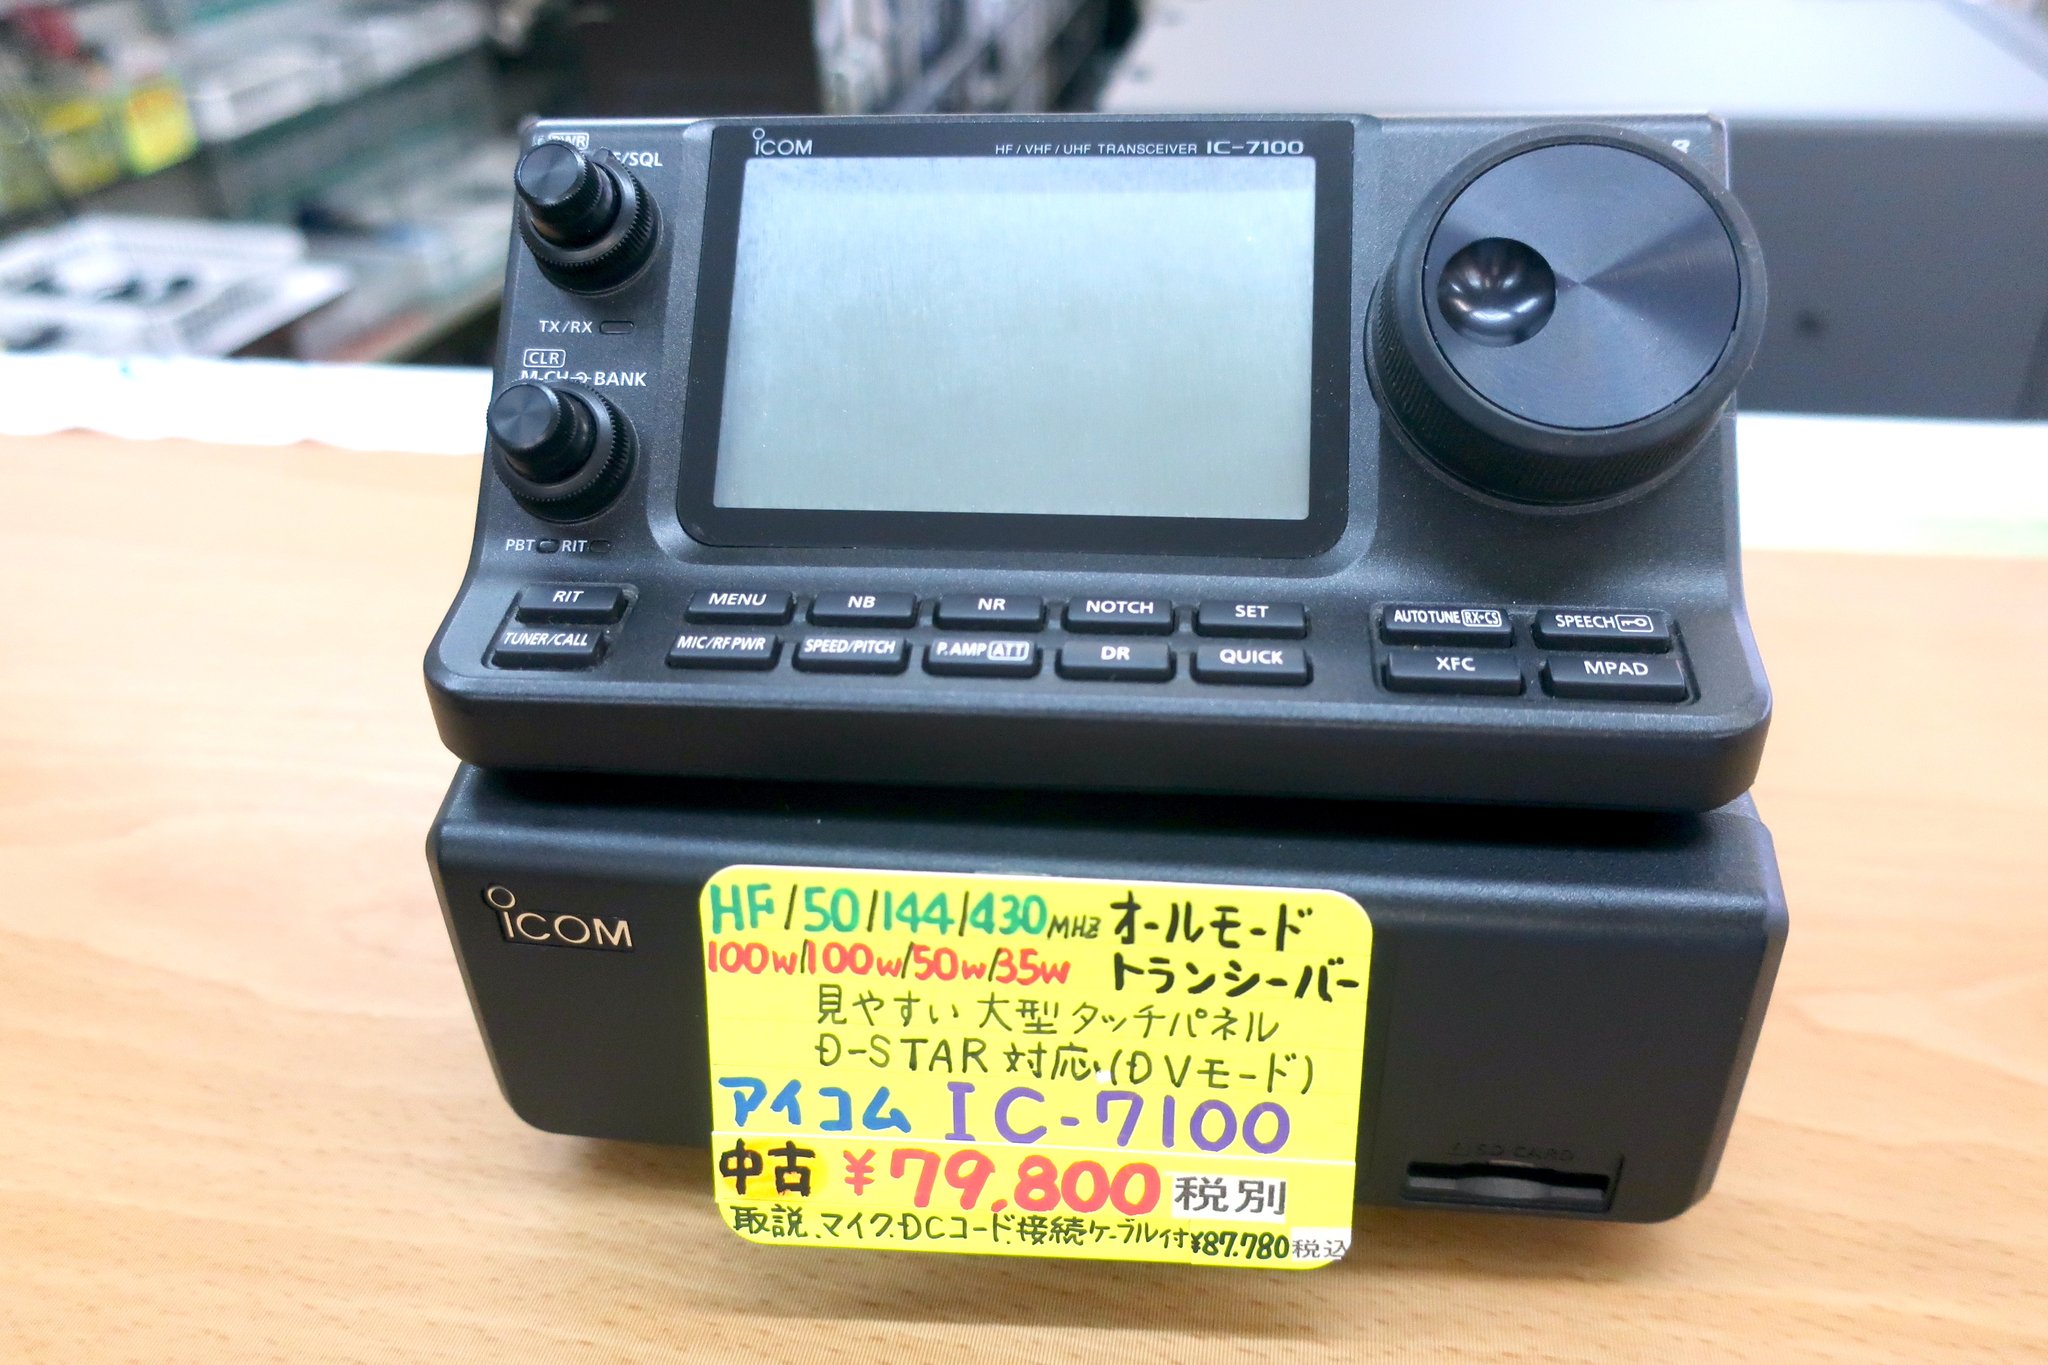 iCOM
HF/VHF/UHF TRANSCEIVER IC-7100
PWR
/SQL
TX/RX
CLR
M-CH BANK
PBT RIT
RIT MENU NB NR NOTCH SET AUTO TUNE RX→CS SPEECH
TUNER/CALL MIC/RF PWR SPEED/PITCH P.AMP ATT DR QUICK XFC MPAD
iCOM
HF/50/144/430MHz オールモード
100W/100W/50W/35W トランシーバー
見やすい大型タッチパネル
D-STAR対応(DVモード)
アイコム IC-7100
中古 ¥79,800 税別
取説、マイク、DCコード、接続ケーブル付 ¥87,780 税込
SD CARD